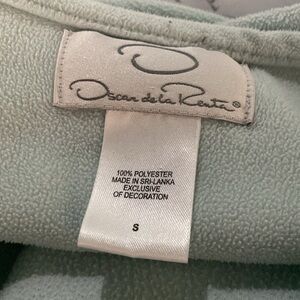 Oscar de la Renta®
100% POLYESTER
MADE IN SRI-LANKA
EXCLUSIVE
OF DECORATION
S